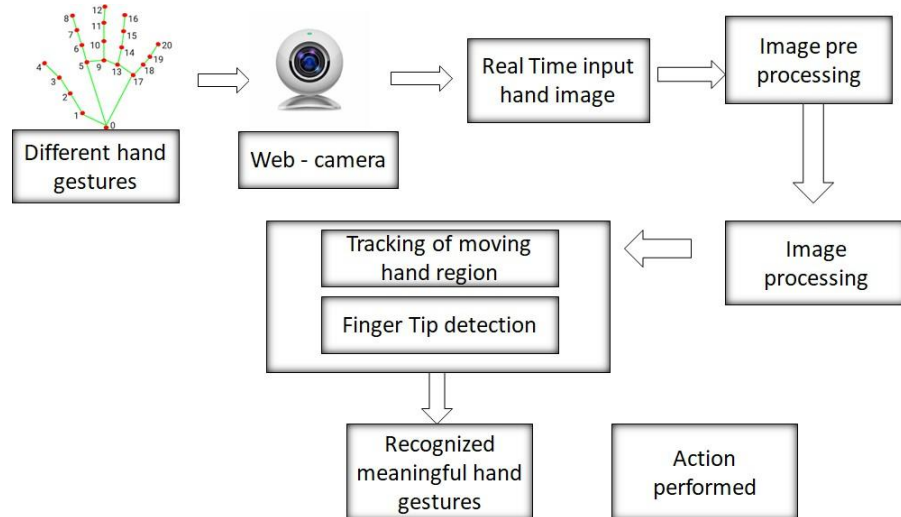 12
8
16
11
7
15
20
6
10
14
19
4
5
9
13
18
3
17
2
1
0
Different hand
gestures
Web - camera
Real Time input
hand image
Image pre
processing
Image
processing
Tracking of moving
hand region
Finger Tip detection
Recognized
meaningful hand
gestures
Action
performed